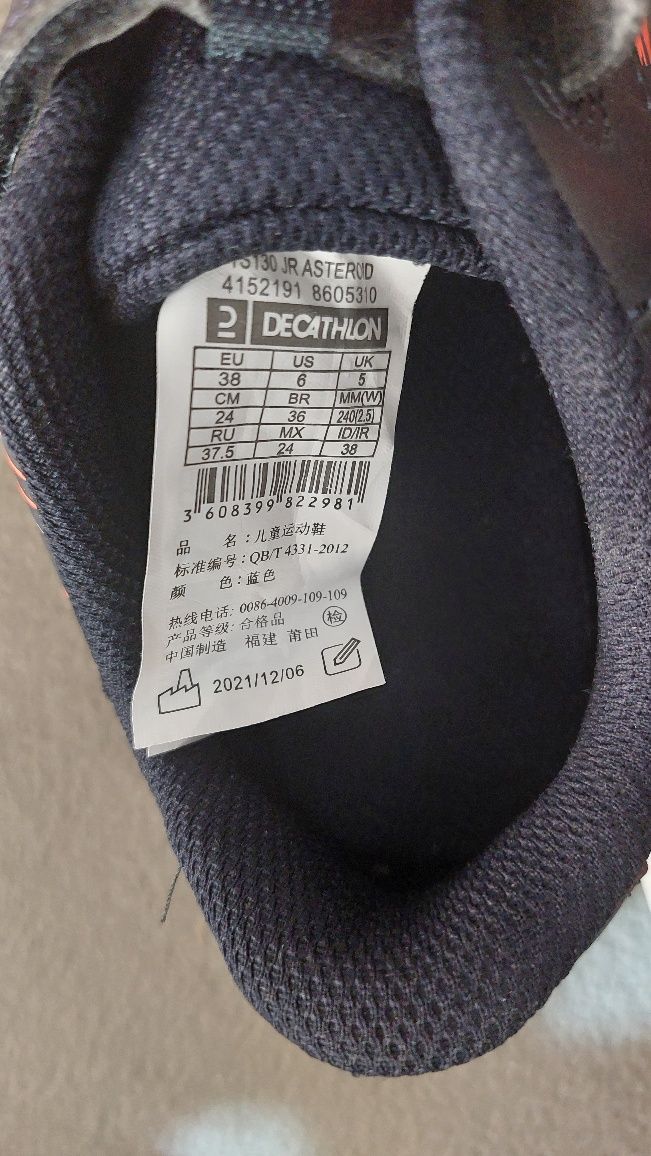 TS130 JR ASTEROID
4152191 8605310
DECATHLON
EU US UK
38 6 5
CM BR MM(W)
24 36 240(2.5)
RU MX ID/IR
37.5 24 38
3 608399 822981
品 名：儿童运动鞋
标准编号：QB/T 4331-2012
颜 色：蓝色
热线电话: 0086-4009-109-109
产品等级: 合格品 检
中国制造 福建 莆田
2021/12/06